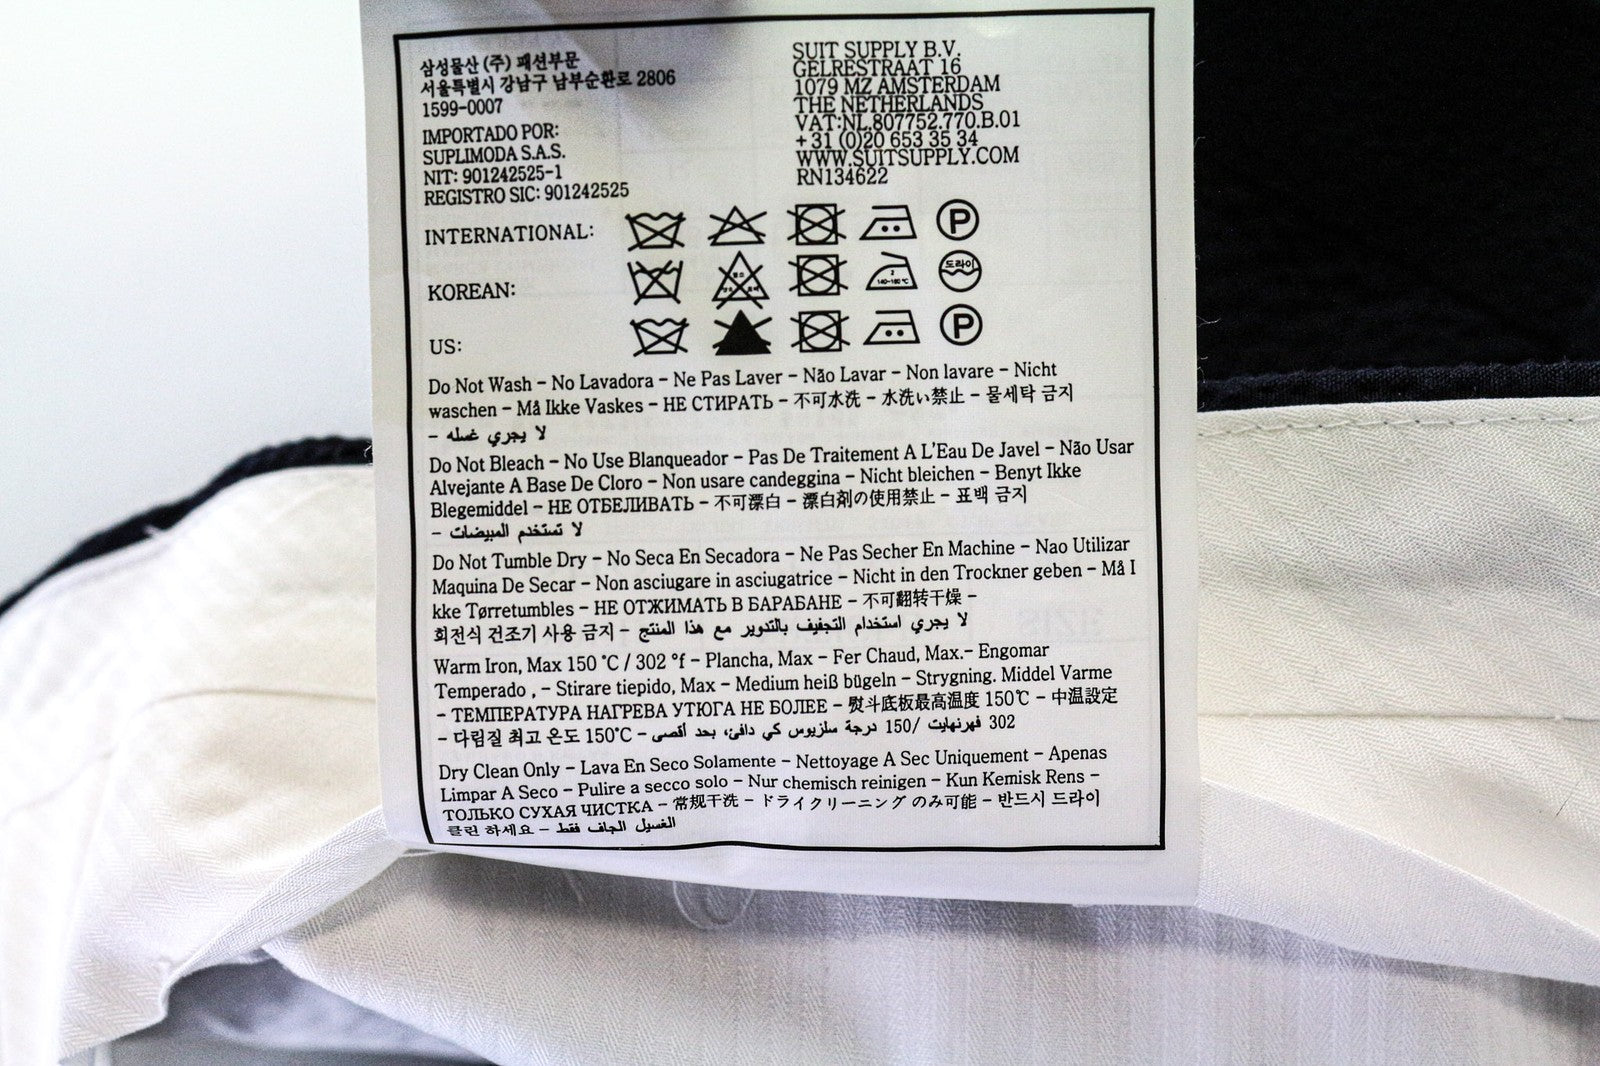 삼성물산 (주) 패션부문
서울특별시 강남구 남부순환로 2806
1599-0007
IMPORTADO POR:
SUPLIMODA S.A.S.
NIT: 901242525-1
REGISTRO SIC: 901242525
SUIT SUPPLY B.V.
GELRESTRAAT 16
1079 MZ AMSTERDAM
THE NETHERLANDS
VAT:NL.807752.770.B.01
+31 (0)20 653 35 34
WWW.SUITSUPPLY.COM
RN134622
INTERNATIONAL: P
KOREAN: 2 140~160℃ 도라이
US: P
Do Not Wash – No Lavadora – Ne Pas Laver – Não Lavar – Non lavare – Nicht
waschen – Må Ikke Vaskes – НЕ СТИРАТЬ – 不可水洗 – 水洗い禁止 – 물세탁 금지
– لا يجري غسله
Do Not Bleach – No Use Blanqueador – Pas De Traitement A L'Eau De Javel – Não Usar
Alvejante A Base De Cloro – Non usare candeggina – Nicht bleichen – Benyt Ikke
Blegemiddel – НЕ ОТБЕЛИВАТЬ – 不可漂白 – 漂白剤の使用禁止 – 표백 금지
– لا تستخدم المبيضات
Do Not Tumble Dry – No Seca En Secadora – Ne Pas Secher En Machine – Nao Utilizar
Maquina De Secar – Non asciugare in asciugatrice – Nicht in den Trockner geben – Må I
kke Tørretumbles – НЕ ОТЖИМАТЬ В БАРАБАНЕ – 不可翻转干燥 –
회전식 건조기 사용 금지 – لا يجري استخدام التجفيف بالتدوير مع هذا المنتج
Warm Iron, Max 150 °C / 302 °f – Plancha, Max – Fer Chaud, Max.– Engomar
Temperado , – Stirare tiepido, Max – Medium heiß bügeln – Strygning. Middel Varme
– ТЕМПЕРАТУРА НАГРЕВА УТЮГА НЕ БОЛЕЕ – 熨斗底板最高温度 150℃ – 中温設定
– 다림질 최고 온도 150°C – 302 فهرنهايت /150 درجة سلزيوس كي دافئ، بحد أقصى
Dry Clean Only – Lava En Seco Solamente – Nettoyage A Sec Uniquement – Apenas
Limpar A Seco – Pulire a secco solo – Nur chemisch reinigen – Kun Kemisk Rens –
ТОЛЬКО СУХАЯ ЧИСТКА – 常规干洗 – ドライクリーニング のみ可能 – 반드시 드라이
클린 하세요 – الغسيل الجاف فقط